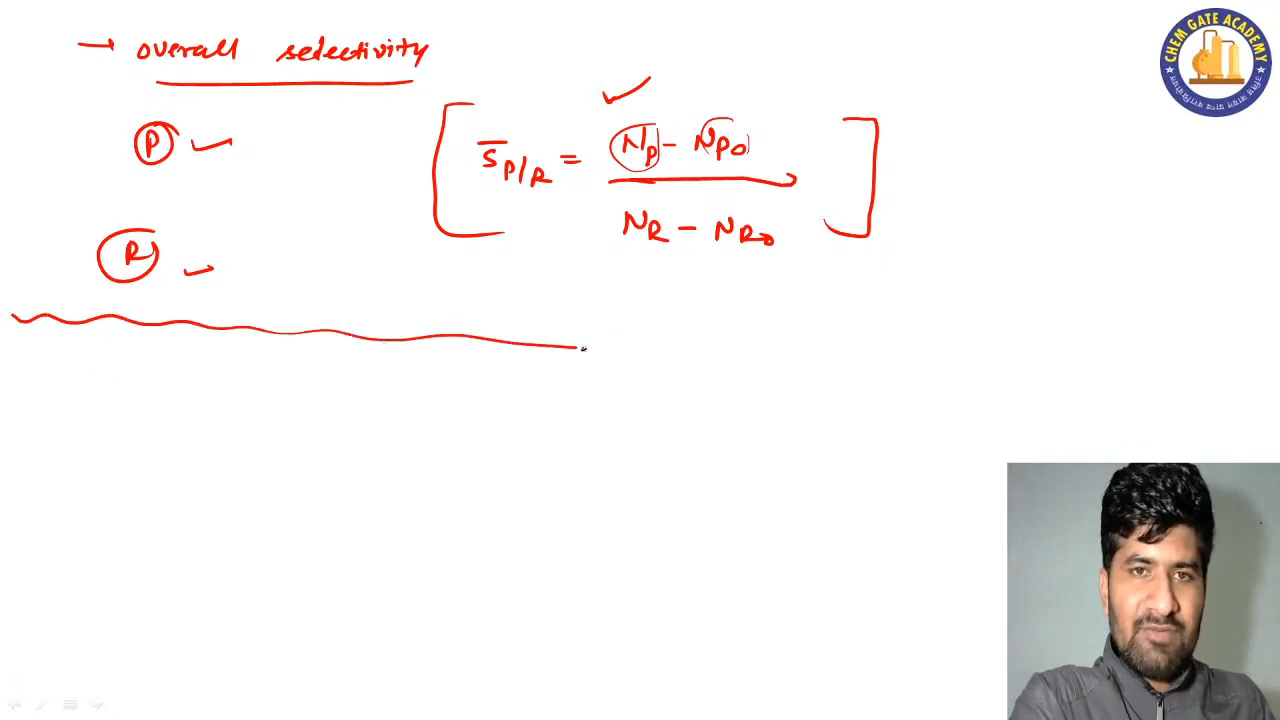 → overall selectivity
P ✓
S̅P/R = NP - NP0 / NR - NR0
R ✓
CHEM GATE ACADEMY